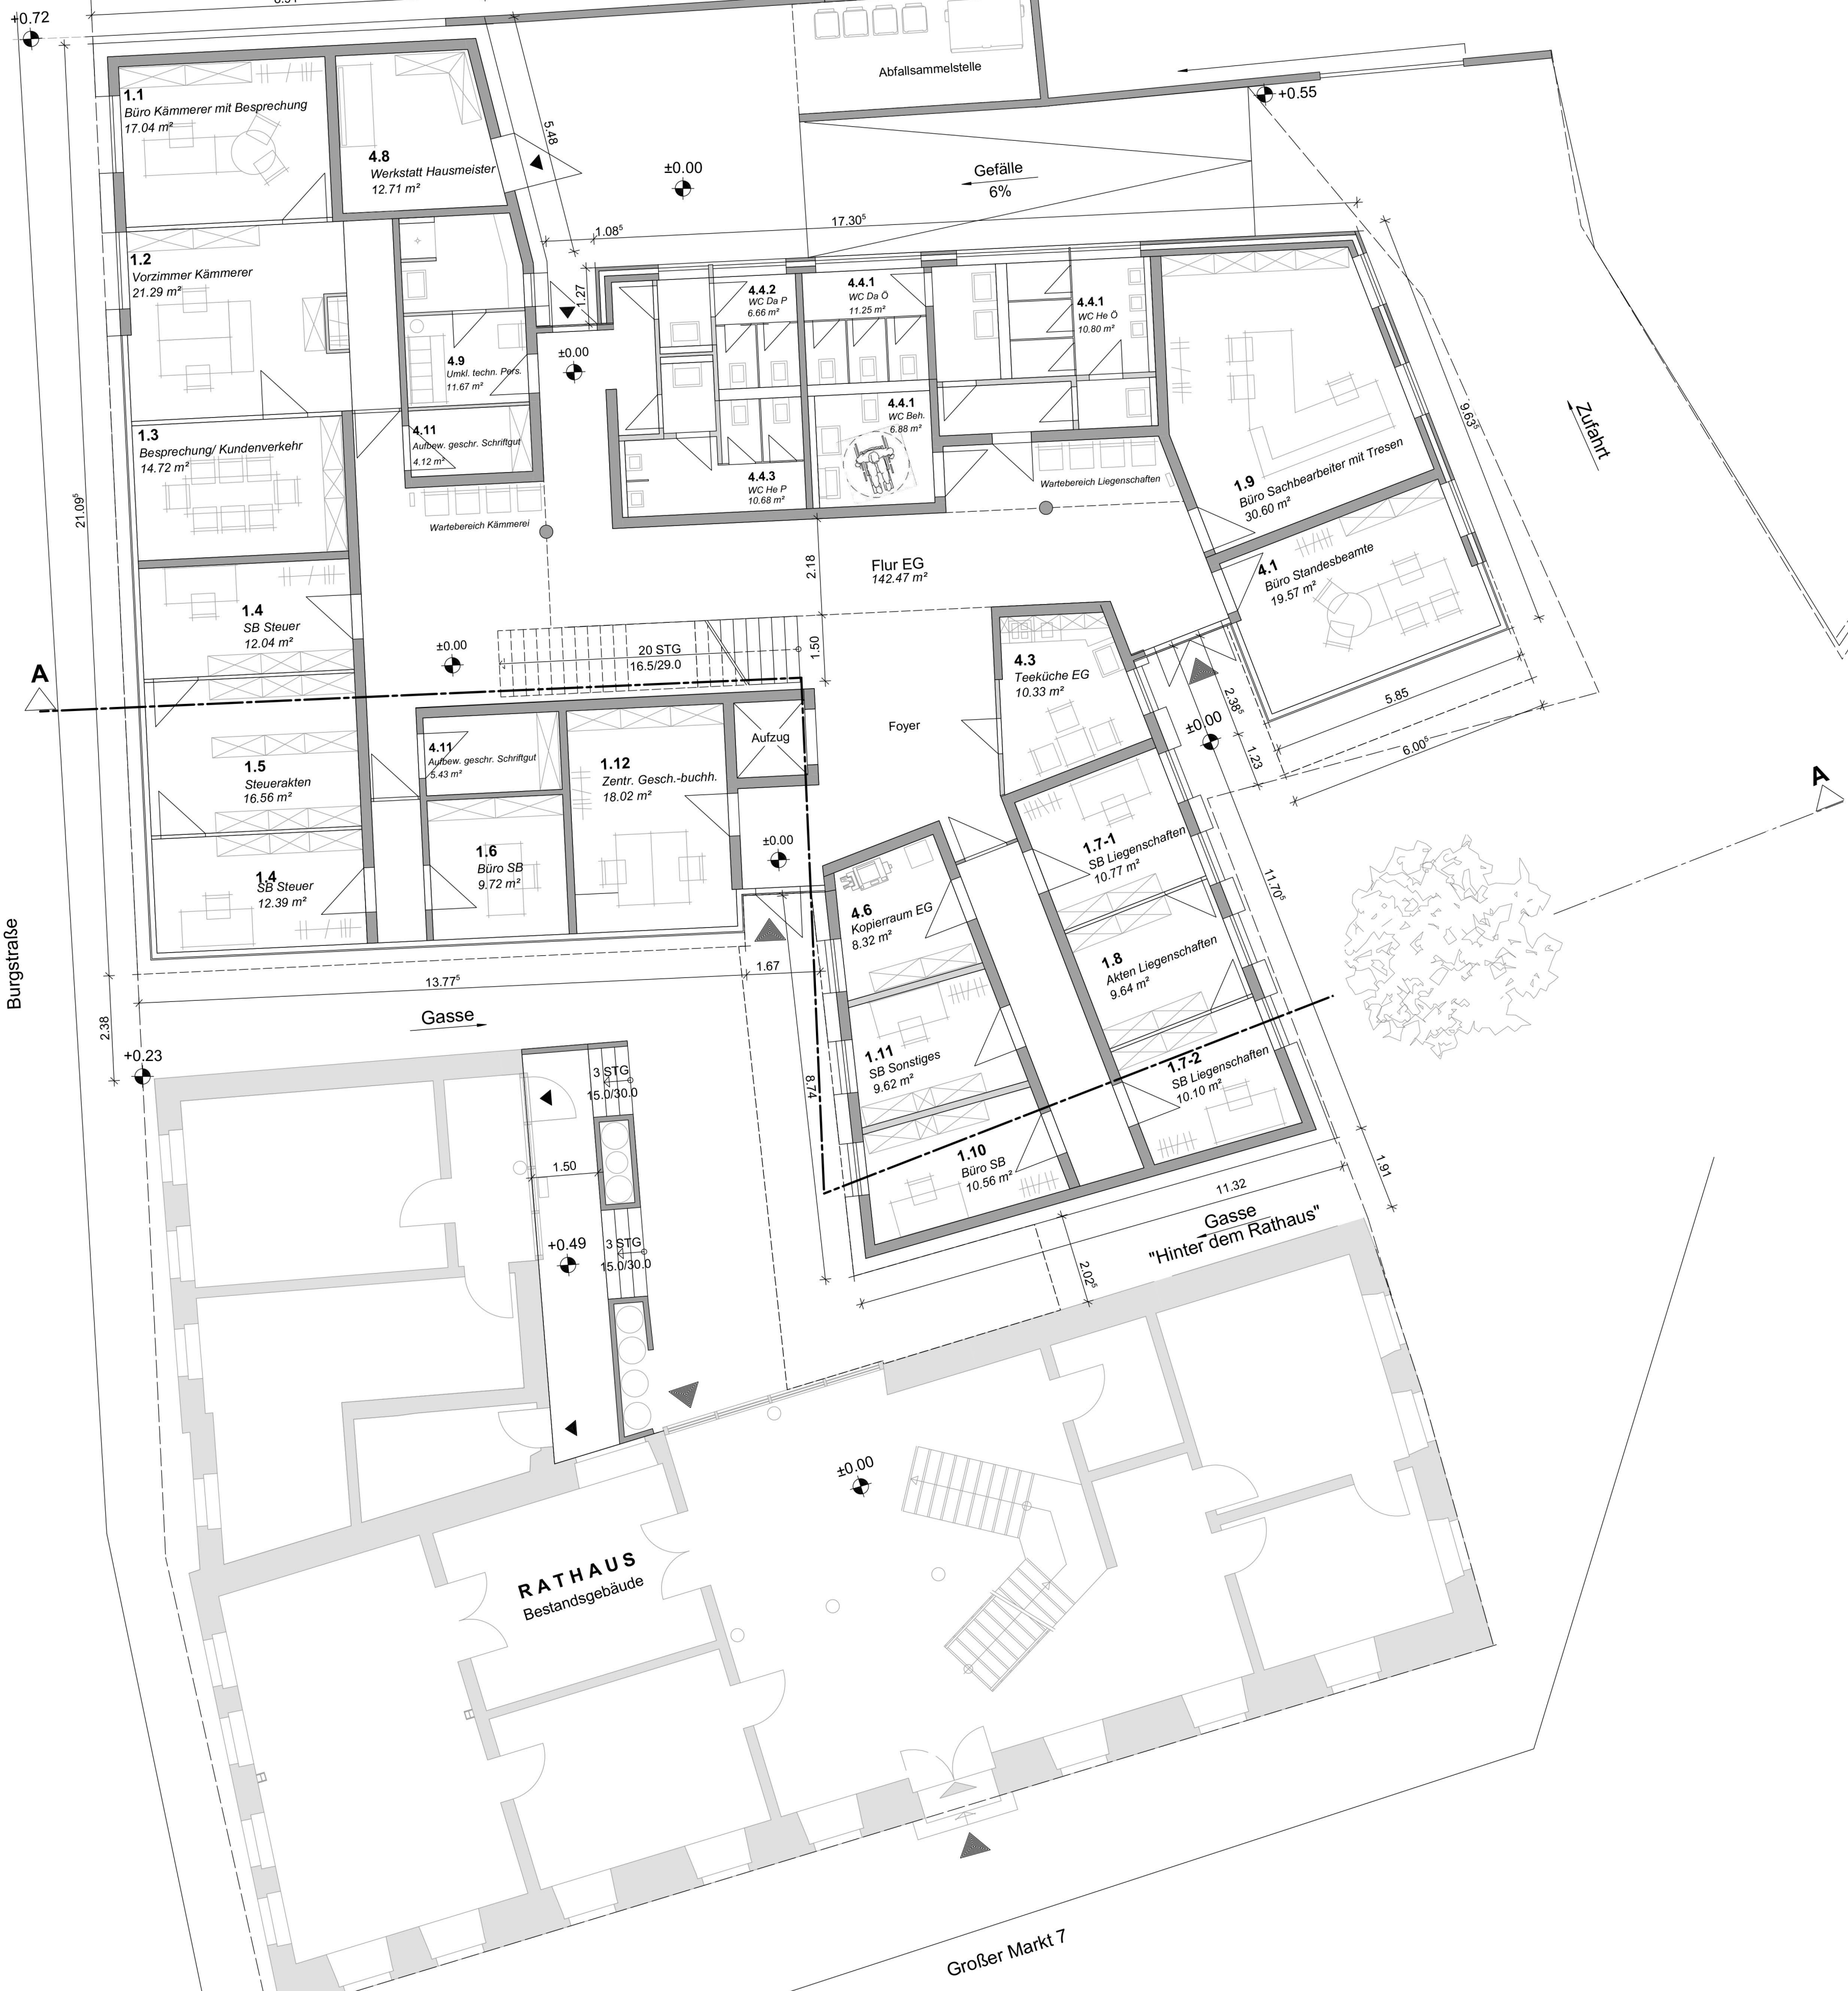 +0.72
Abfallsammelstelle
+0.55
1.1
Büro Kämmerer mit Besprechung
17.04 m²
4.8
Werkstatt Hausmeister
12.71 m²
5.48
±0.00
Gefälle
6%
1.08⁵
17.30⁵
1.2
Vorzimmer Kämmerer
21.29 m²
1.27
4.4.2
WC Da P
6.66 m²
4.4.1
WC Da Ö
11.25 m²
4.4.1
WC He Ö
10.80 m²
±0.00
4.9
Umkl. techn. Pers.
11.67 m²
4.4.1
WC Beh.
6.88 m²
9.63⁵
Zufahrt
1.3
Besprechung/ Kundenverkehr
14.72 m²
4.11
Aufbew. geschr. Schriftgut
4.12 m²
4.4.3
WC He P
10.68 m²
Wartebereich Liegenschaften
1.9
Büro Sachbearbeiter mit Tresen
30.60 m²
21.09⁵
Wartebereich Kämmerei
2.18
Flur EG
142.47 m²
4.1
Büro Standesbeamte
19.57 m²
1.4
SB Steuer
12.04 m²
±0.00
20 STG
16.5/29.0
1.50
4.3
Teeküche EG
10.33 m²
A
2.38⁵
5.85
±0.00
6.00⁵
1.23
Foyer
Aufzug
4.11
Aufbew. geschr. Schriftgut
5.43 m²
1.12
Zentr. Gesch.-buchh.
18.02 m²
1.5
Steuerakten
16.56 m²
A
1.6
Büro SB
9.72 m²
±0.00
1.7-1
SB Liegenschaften
10.77 m²
11.70⁵
1.4
SB Steuer
12.39 m²
4.6
Kopierraum EG
8.32 m²
Burgstraße
1.8
Akten Liegenschaften
9.64 m²
13.77⁵
1.67
Gasse
2.38
+0.23
1.11
SB Sonstiges
9.62 m²
1.7-2
SB Liegenschaften
10.10 m²
3 STG
15.0/30.0
8.74
1.50
1.10
Büro SB
10.56 m²
1.91
11.32
Gasse
"Hinter dem Rathaus"
+0.49
3 STG
15.0/30.0
2.02⁵
±0.00
RATHAUS
Bestandsgebäude
Großer Markt 7